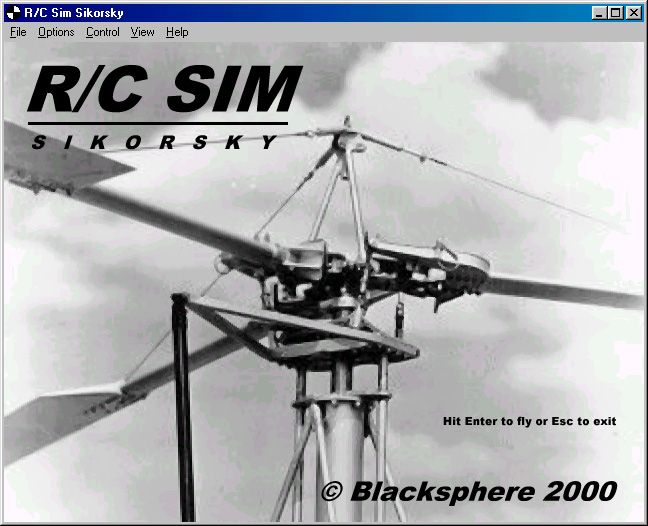 R/C Sim Sikorsky
File Options Control View Help
R/C SIM
SIKORSKY
Hit Enter to fly or Esc to exit
© Blacksphere 2000